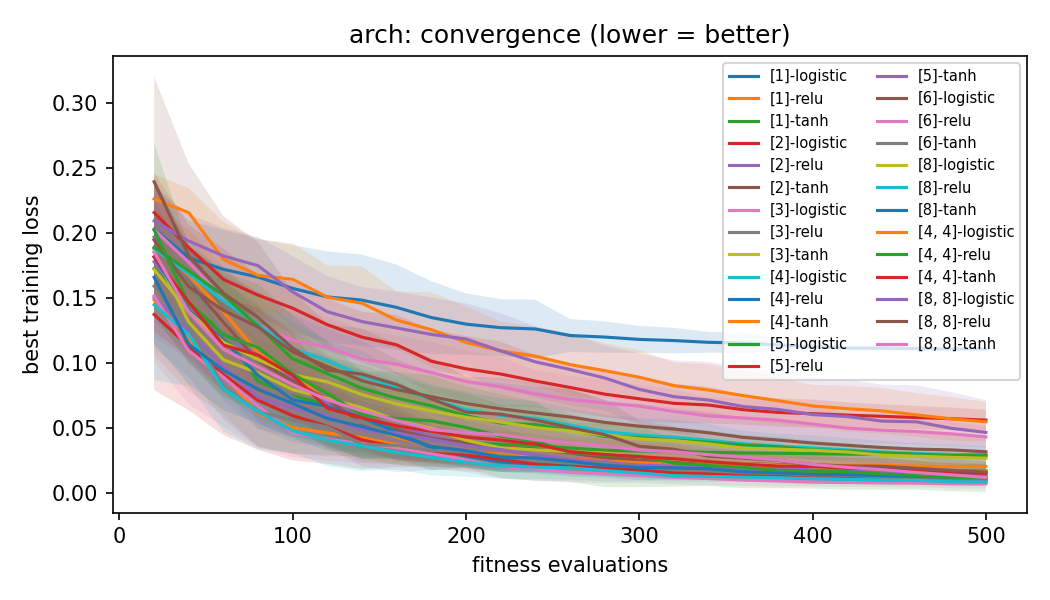 arch: convergence (lower = better)
best training loss
0.30
0.25
0.20
0.15
0.10
0.05
0.00
0
100
200
300
400
500
fitness evaluations
[1]-logistic
[1]-relu
[1]-tanh
[2]-logistic
[2]-relu
[2]-tanh
[3]-logistic
[3]-relu
[3]-tanh
[4]-logistic
[4]-relu
[4]-tanh
[5]-logistic
[5]-relu
[5]-tanh
[6]-logistic
[6]-relu
[6]-tanh
[8]-logistic
[8]-relu
[8]-tanh
[4, 4]-logistic
[4, 4]-relu
[4, 4]-tanh
[8, 8]-logistic
[8, 8]-relu
[8, 8]-tanh